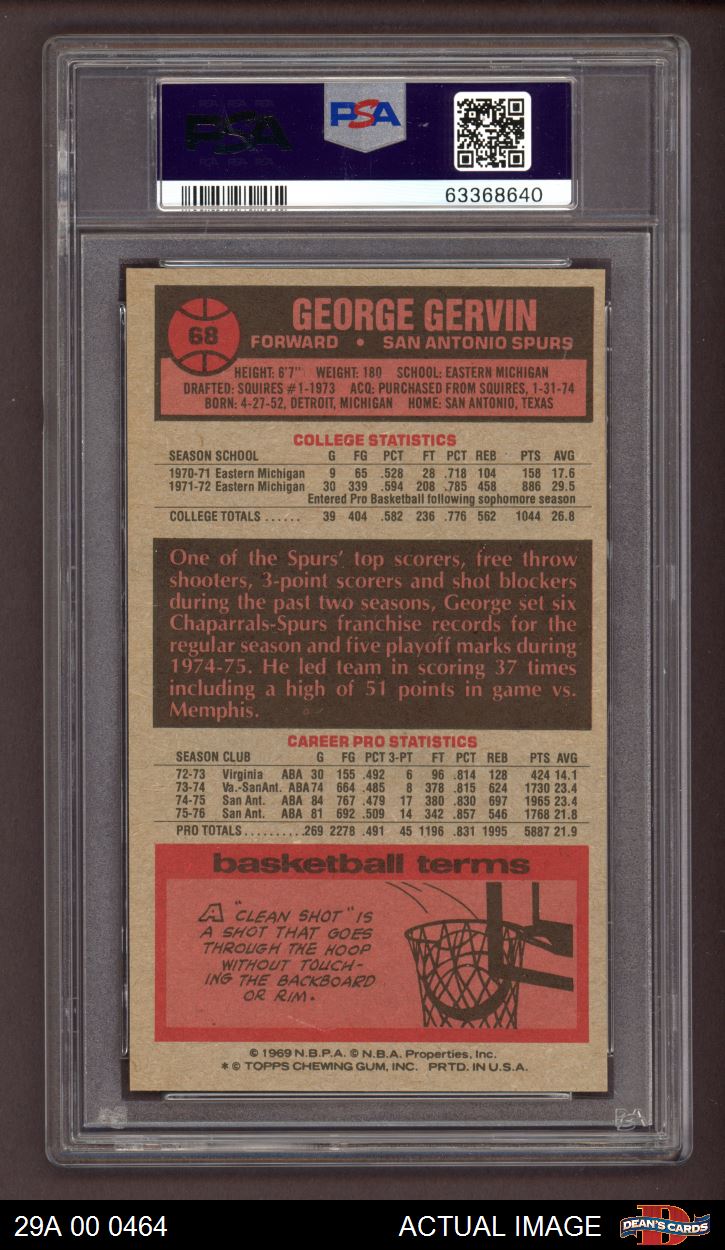 PSA
PSA
63368640
68
GEORGE GERVIN
FORWARD • SAN ANTONIO SPURS
HEIGHT: 6'7" WEIGHT: 180 SCHOOL: EASTERN MICHIGAN
DRAFTED: SQUIRES #1-1973 ACQ: PURCHASED FROM SQUIRES, 1-31-74
BORN: 4-27-52, DETROIT, MICHIGAN HOME: SAN ANTONIO, TEXAS
COLLEGE STATISTICS
SEASON SCHOOL G FG PCT FT PCT REB PTS AVG
1970-71 Eastern Michigan 9 65 .528 28 .718 104 158 17.6
1971-72 Eastern Michigan 30 339 .594 208 .785 458 886 29.5
Entered Pro Basketball following sophomore season
COLLEGE TOTALS ...... 39 404 .582 236 .776 562 1044 26.8
One of the Spurs' top scorers, free throw
shooters, 3-point scorers and shot blockers
during the past two seasons, George set six
Chaparrals-Spurs franchise records for the
regular season and five playoff marks during
1974-75. He led team in scoring 37 times
including a high of 51 points in game vs.
Memphis.
CAREER PRO STATISTICS
SEASON CLUB G FG PCT 3-PT FT PCT REB PTS AVG
72-73 Virginia ABA 30 155 .492 6 96 .814 128 424 14.1
73-74 Va.-SanAnt. ABA 74 664 .485 8 378 .815 624 1730 23.4
74-75 San Ant. ABA 84 767 .479 17 380 .830 697 1965 23.4
75-76 San Ant. ABA 81 692 .509 14 342 .857 546 1768 21.8
PRO TOTALS..........269 2278 .491 45 1196 .831 1995 5887 21.9
basketball terms
A "CLEAN SHOT" IS
A SHOT THAT GOES
THROUGH THE HOOP
WITHOUT TOUCH-
ING THE BACKBOARD
OR RIM.
© 1969 N.B.P.A. © N.B.A. Properties, Inc.
* © TOPPS CHEWING GUM, INC. PRTD. IN U.S.A.
PSA
29A 00 0464 ACTUAL IMAGE DEAN'S CARDS